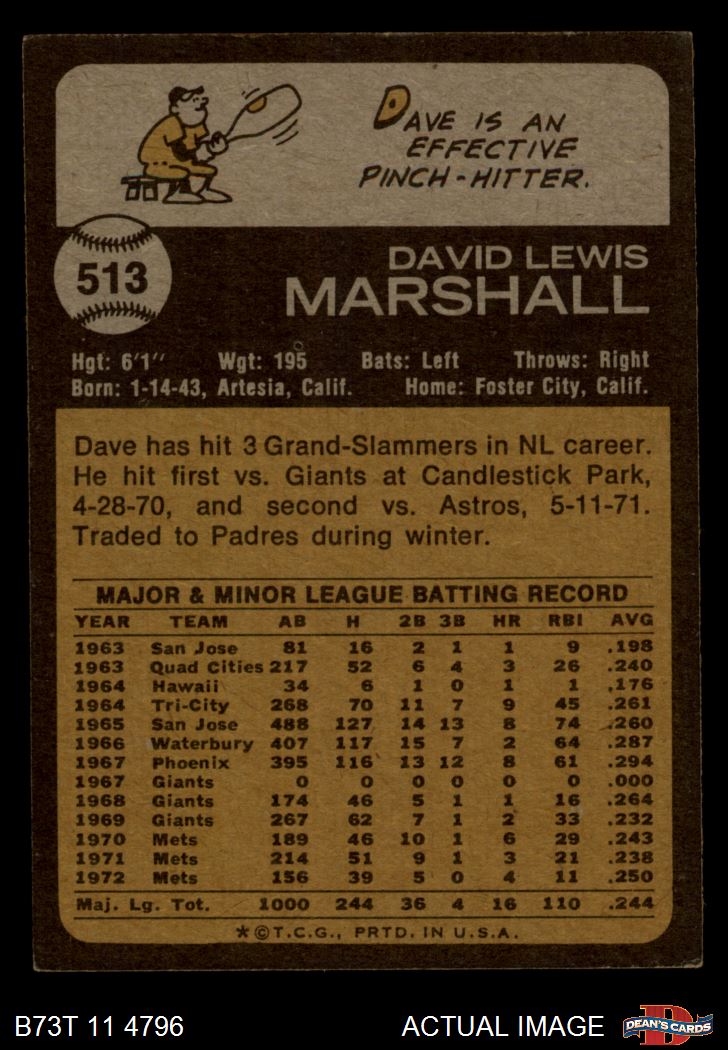 DAVE IS AN
EFFECTIVE
PINCH-HITTER.
513
DAVID LEWIS
MARSHALL
Hgt: 6'1" Wgt: 195 Bats: Left Throws: Right
Born: 1-14-43, Artesia, Calif. Home: Foster City, Calif.
Dave has hit 3 Grand-Slammers in NL career.
He hit first vs. Giants at Candlestick Park,
4-28-70, and second vs. Astros, 5-11-71.
Traded to Padres during winter.
MAJOR & MINOR LEAGUE BATTING RECORD
YEAR TEAM AB H 2B 3B HR RBI AVG
1963 San Jose 81 16 2 1 1 9 .198
1963 Quad Cities 217 52 6 4 3 26 .240
1964 Hawaii 34 6 1 0 1 1 .176
1964 Tri-City 268 70 11 7 9 45 .261
1965 San Jose 488 127 14 13 8 74 .260
1966 Waterbury 407 117 15 7 2 64 .287
1967 Phoenix 395 116 13 12 8 61 .294
1967 Giants 0 0 0 0 0 0 .000
1968 Giants 174 46 5 1 1 16 .264
1969 Giants 267 62 7 1 2 33 .232
1970 Mets 189 46 10 1 6 29 .243
1971 Mets 214 51 9 1 3 21 .238
1972 Mets 156 39 5 0 4 11 .250
Maj. Lg. Tot. 1000 244 36 4 16 110 .244
*©T.C.G., PRTD. IN U.S.A.
B73T 11 4796 ACTUAL IMAGE
D
DEAN'S CARDS